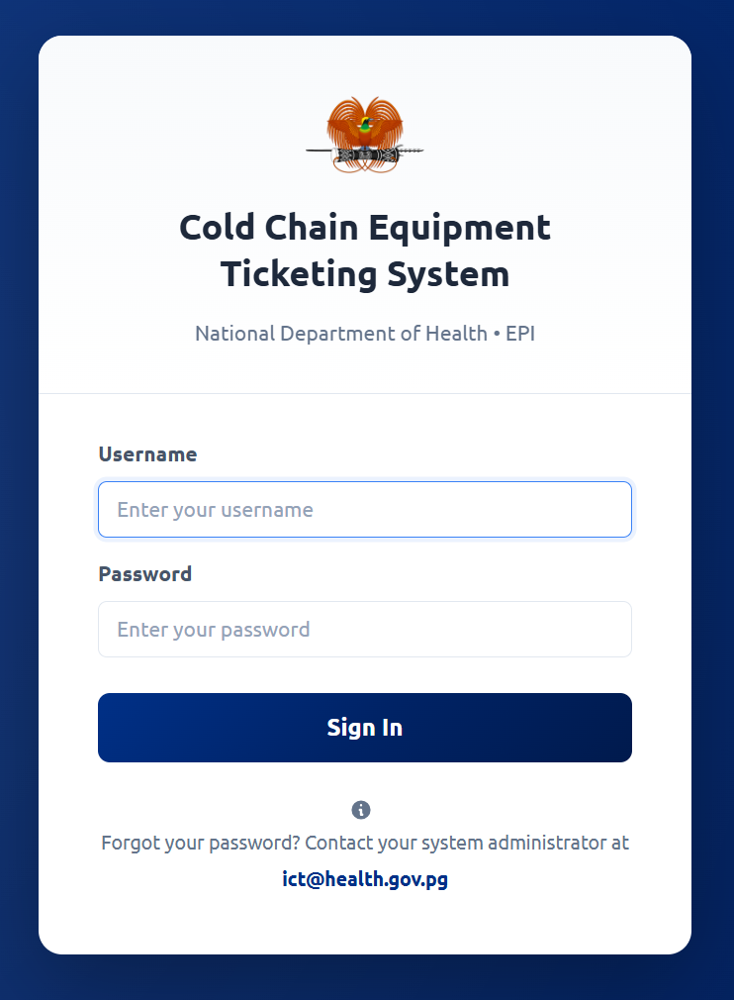 Cold Chain Equipment
Ticketing System
National Department of Health • EPI
Username
Enter your username
Password
Enter your password
Sign In
Forgot your password? Contact your system administrator at
ict@health.gov.pg